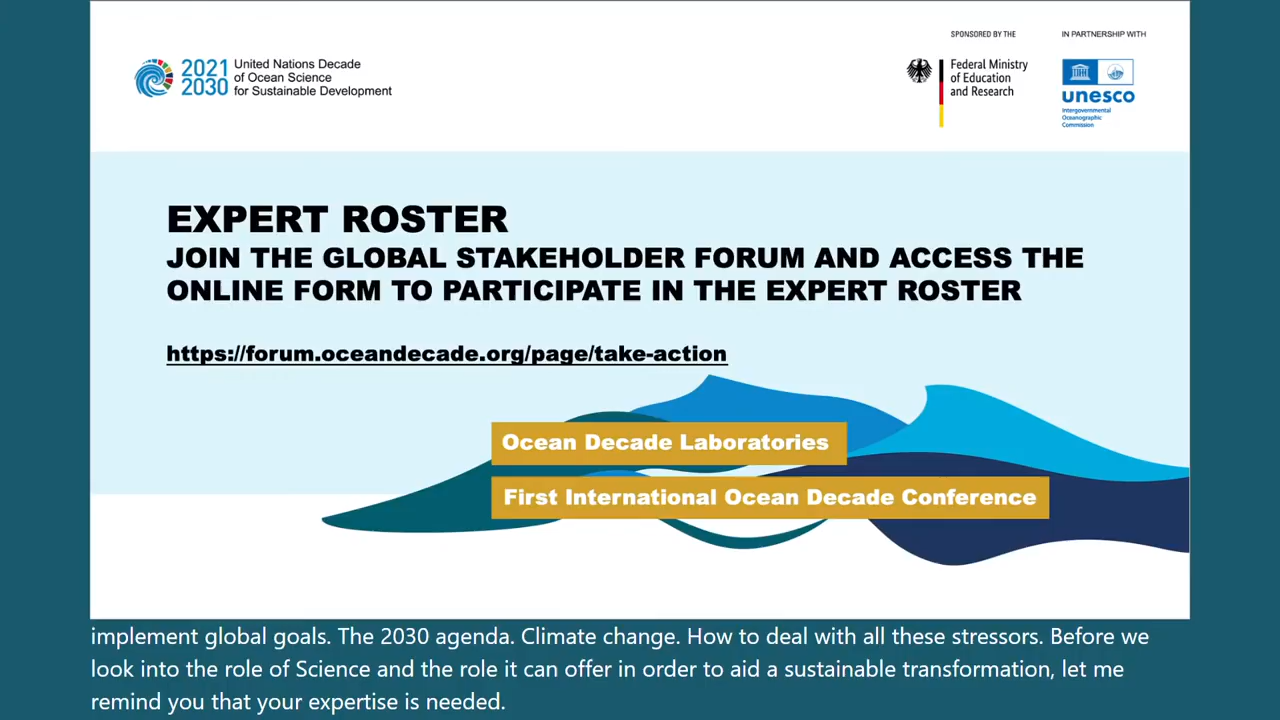 SPONSORED BY THE
IN PARTNERSHIP WITH
2021
2030
United Nations Decade
of Ocean Science
for Sustainable Development
Federal Ministry
of Education
and Research
unesco
Intergovernmental
Oceanographic
Commission
EXPERT ROSTER
JOIN THE GLOBAL STAKEHOLDER FORUM AND ACCESS THE
ONLINE FORM TO PARTICIPATE IN THE EXPERT ROSTER
https://forum.oceandecade.org/page/take-action
Ocean Decade Laboratories
First International Ocean Decade Conference
implement global goals. The 2030 agenda. Climate change. How to deal with all these stressors. Before we
look into the role of Science and the role it can offer in order to aid a sustainable transformation, let me
remind you that your expertise is needed.